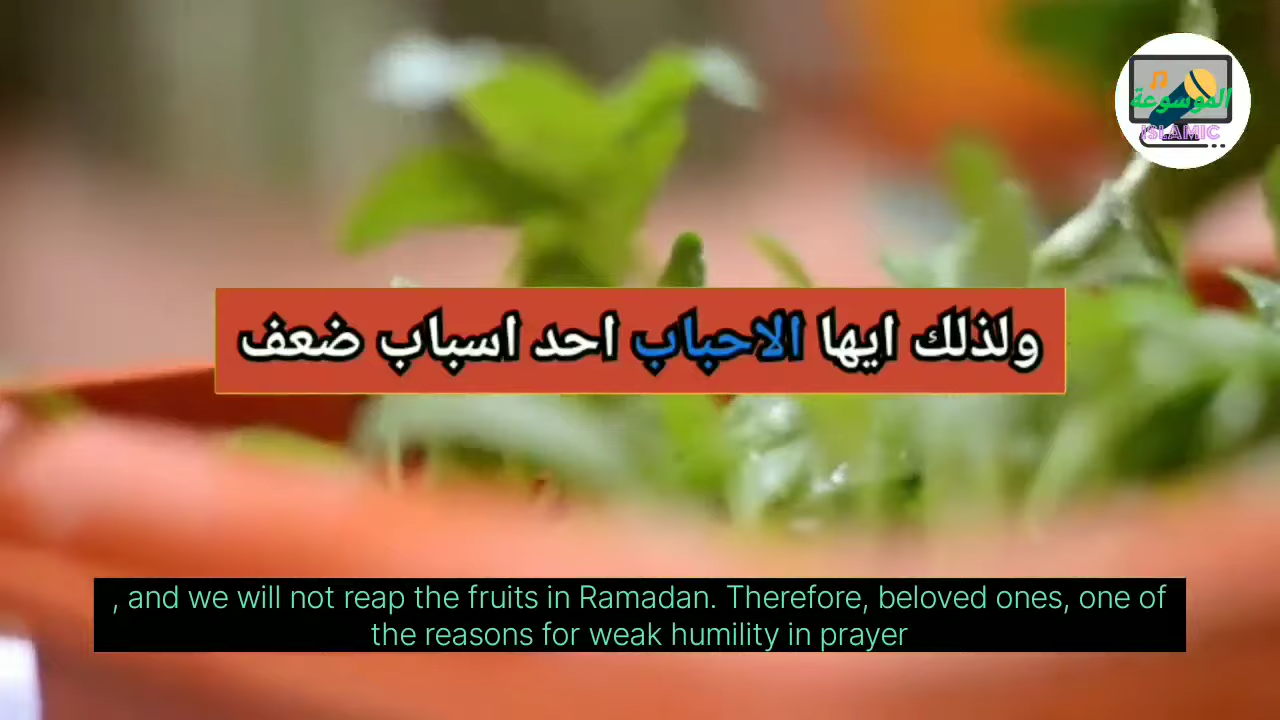 الموسوعة
ISLAMIC
ولذلك ايها الاحباب احد اسباب ضعف
, and we will not reap the fruits in Ramadan. Therefore, beloved ones, one of
the reasons for weak humility in prayer